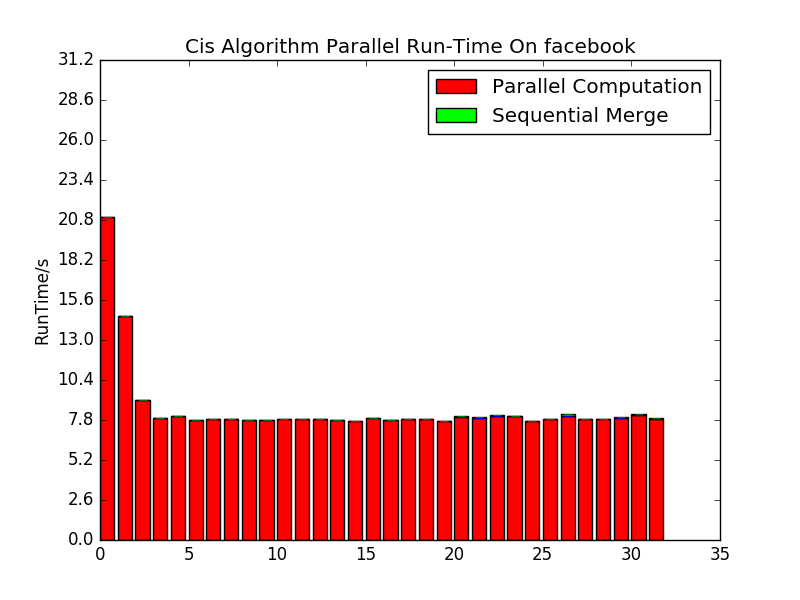 Cis Algorithm Parallel Run-Time On facebook
31.2
28.6
26.0
23.4
20.8
18.2
15.6
13.0
10.4
7.8
5.2
2.6
0.0
RunTime/s
Parallel Computation
Sequential Merge
0 5 10 15 20 25 30 35